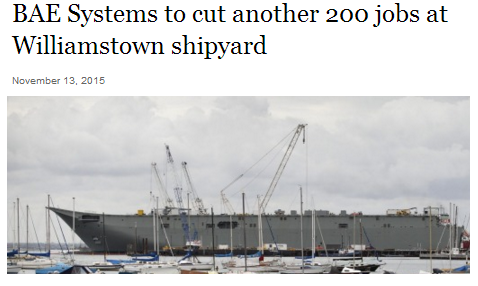 BAE Systems to cut another 200 jobs at
Williamstown shipyard
November 13, 2015